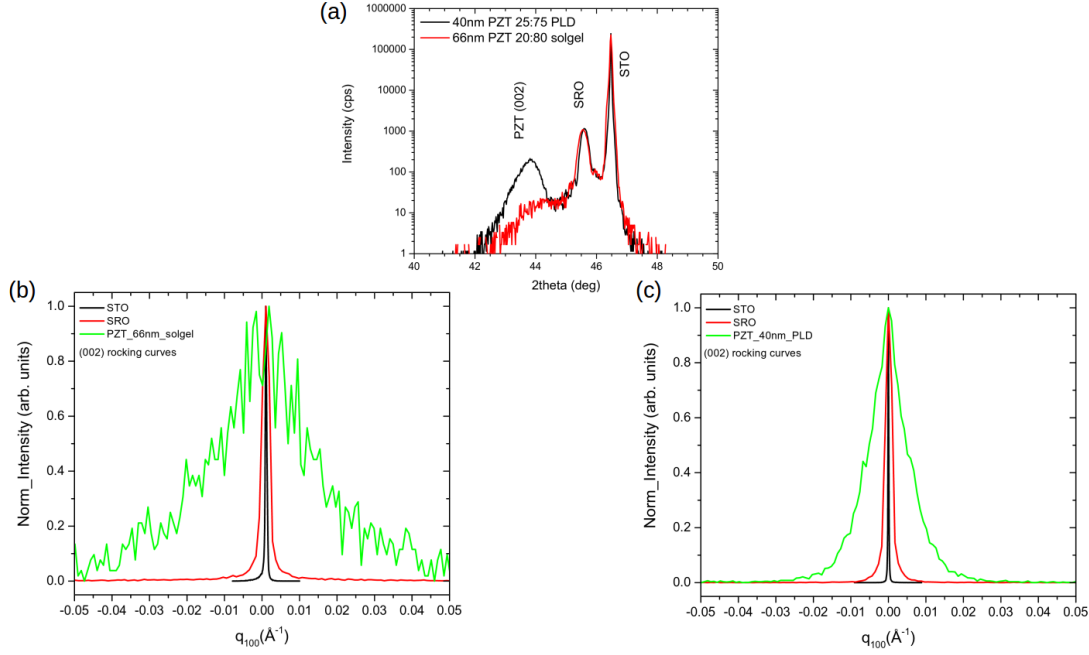 (a)
40nm PZT 25:75 PLD
66nm PZT 20:80 solgel
PZT (002)
SRO
STO
Intensity (cps)
1000000
100000
10000
1000
100
10
1
40 42 44 46 48 50
2theta (deg)
(b)
STO
SRO
PZT_66nm_solgel
(002) rocking curves
Norm_Intensity (arb. units)
1.0
0.8
0.6
0.4
0.2
0.0
-0.05 -0.04 -0.03 -0.02 -0.01 0.00 0.01 0.02 0.03 0.04 0.05
q100(Å-1)
(c)
STO
SRO
PZT_40nm_PLD
(002) rocking curves
Norm_Intensity (arb. units)
1.0
0.8
0.6
0.4
0.2
0.0
-0.05 -0.04 -0.03 -0.02 -0.01 0.00 0.01 0.02 0.03 0.04 0.05
q100(Å-1)